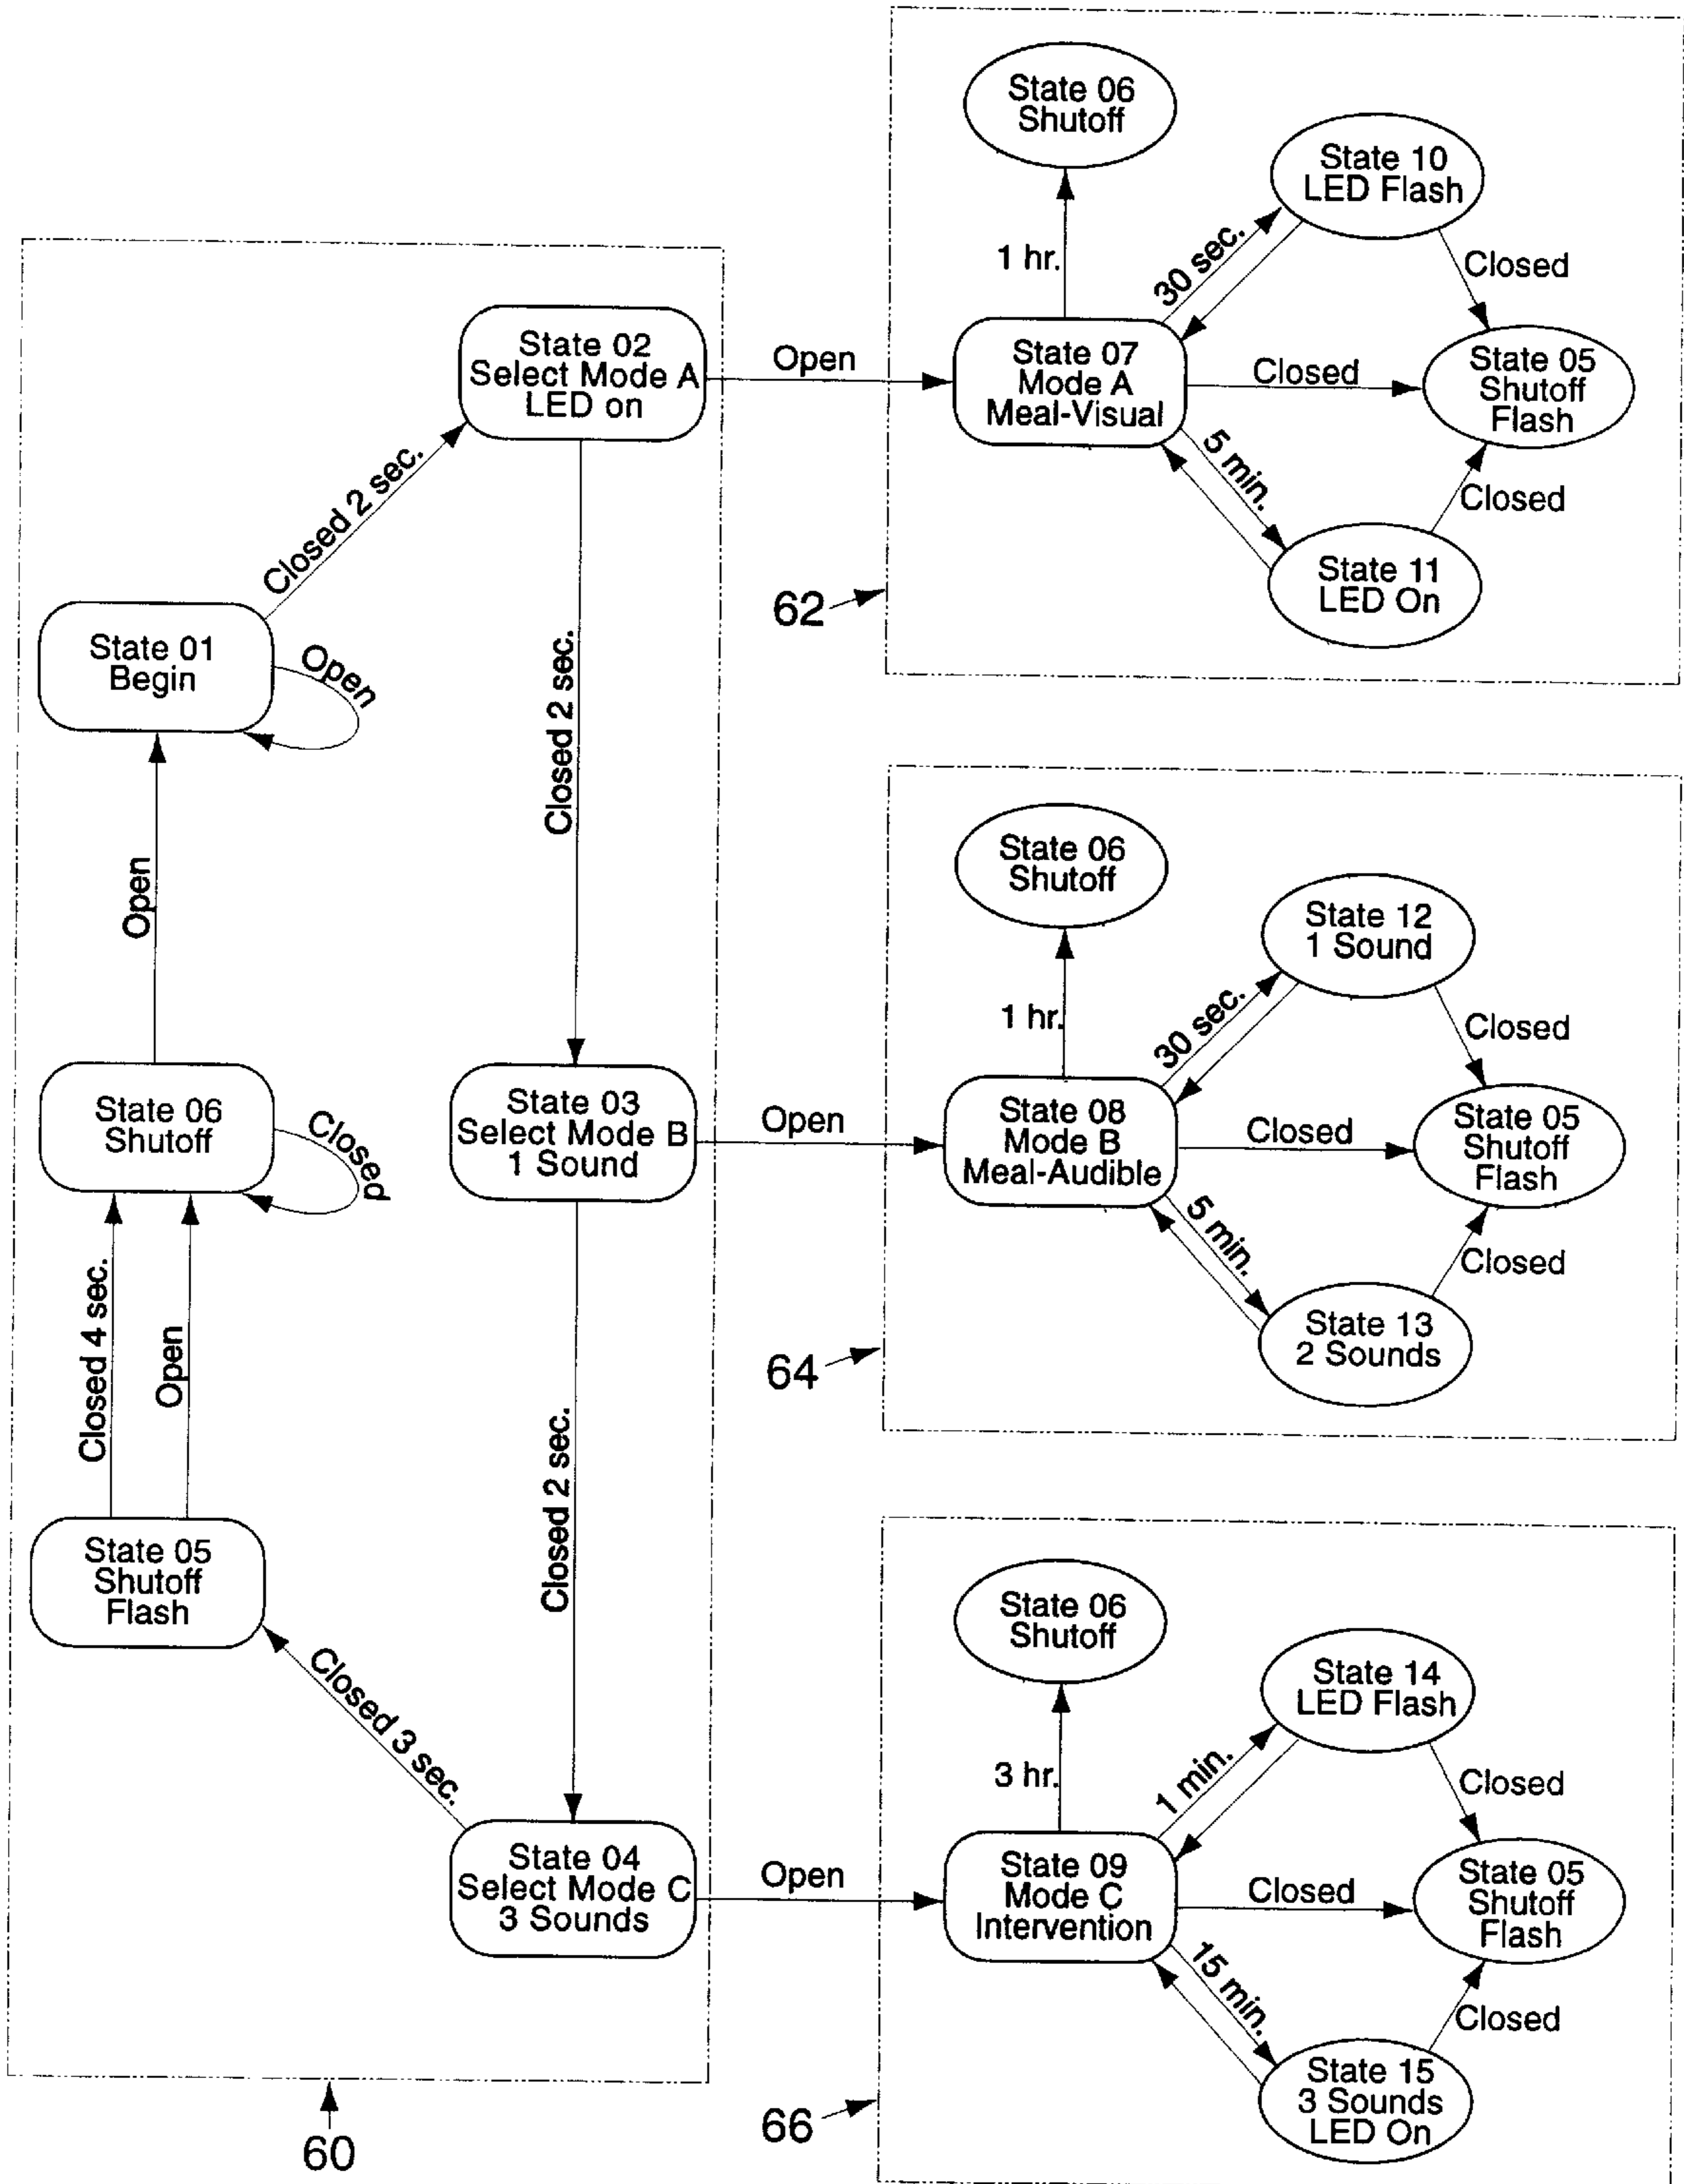 State 01
Begin
Open
Closed 2 sec.
State 02
Select Mode A
LED on
Closed 2 sec.
Open
State 06
Shutoff
Closed
Open
State 03
Select Mode B
1 Sound
Closed 2 sec.
Open
Closed 4 sec.
Open
State 05
Shutoff
Flash
Closed 3 sec.
State 04
Select Mode C
3 Sounds
Open
60
State 06
Shutoff
1 hr.
State 10
LED Flash
30 sec.
Closed
State 07
Mode A
Meal-Visual
Closed
State 05
Shutoff
Flash
5 min.
Closed
State 11
LED On
62
State 06
Shutoff
1 hr.
State 12
1 Sound
30 sec.
Closed
State 08
Mode B
Meal-Audible
Closed
State 05
Shutoff
Flash
5 min.
Closed
State 13
2 Sounds
64
State 06
Shutoff
3 hr.
State 14
LED Flash
1 min.
Closed
State 09
Mode C
Intervention
Closed
State 05
Shutoff
Flash
15 min.
Closed
State 15
3 Sounds
LED On
66